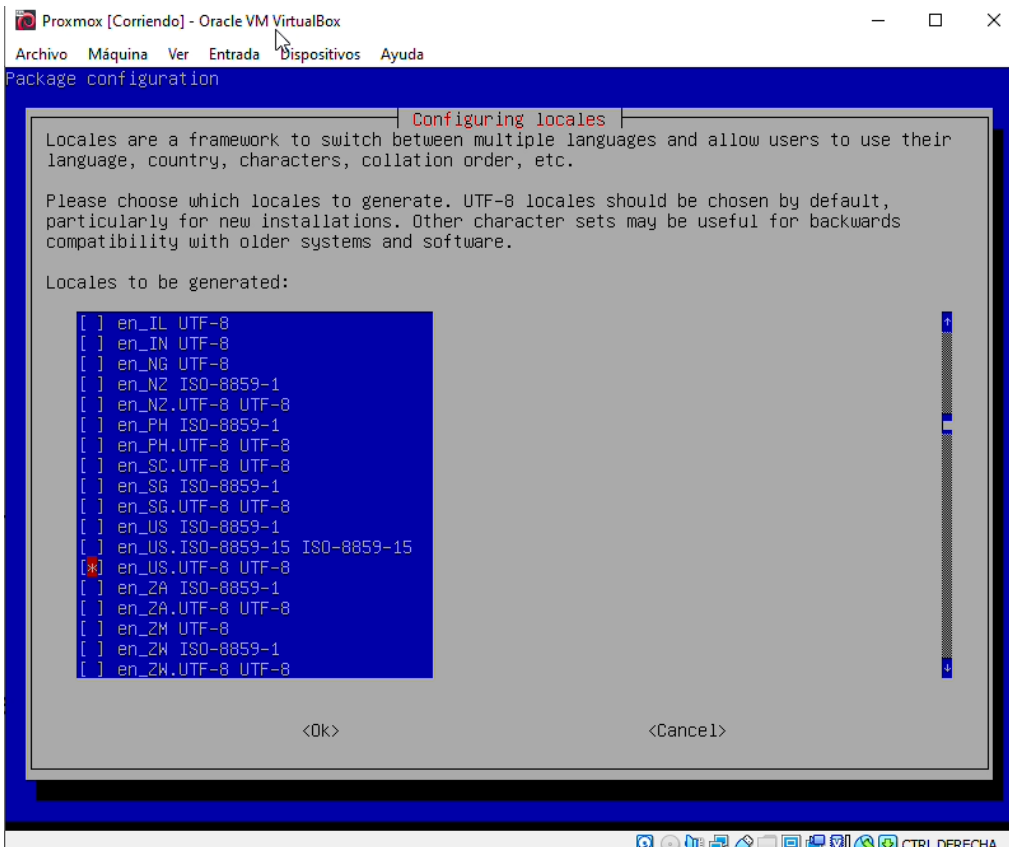 Proxmox [Corriendo] - Oracle VM VirtualBox
Archivo Máquina Ver Entrada Dispositivos Ayuda
Package configuration
Configuring locales
Locales are a framework to switch between multiple languages and allow users to use their
language, country, characters, collation order, etc.
Please choose which locales to generate. UTF-8 locales should be chosen by default,
particularly for new installations. Other character sets may be useful for backwards
compatibility with older systems and software.
Locales to be generated:
[ ] en_IL UTF-8
[ ] en_IN UTF-8
[ ] en_NG UTF-8
[ ] en_NZ ISO-8859-1
[ ] en_NZ.UTF-8 UTF-8
[ ] en_PH ISO-8859-1
[ ] en_PH.UTF-8 UTF-8
[ ] en_SC.UTF-8 UTF-8
[ ] en_SG ISO-8859-1
[ ] en_SG.UTF-8 UTF-8
[ ] en_US ISO-8859-1
[ ] en_US.ISO-8859-15 ISO-8859-15
[*] en_US.UTF-8 UTF-8
[ ] en_ZA ISO-8859-1
[ ] en_ZA.UTF-8 UTF-8
[ ] en_ZM UTF-8
[ ] en_ZW ISO-8859-1
[ ] en_ZW.UTF-8 UTF-8
<Ok> <Cancel>
CTRL DERECHA